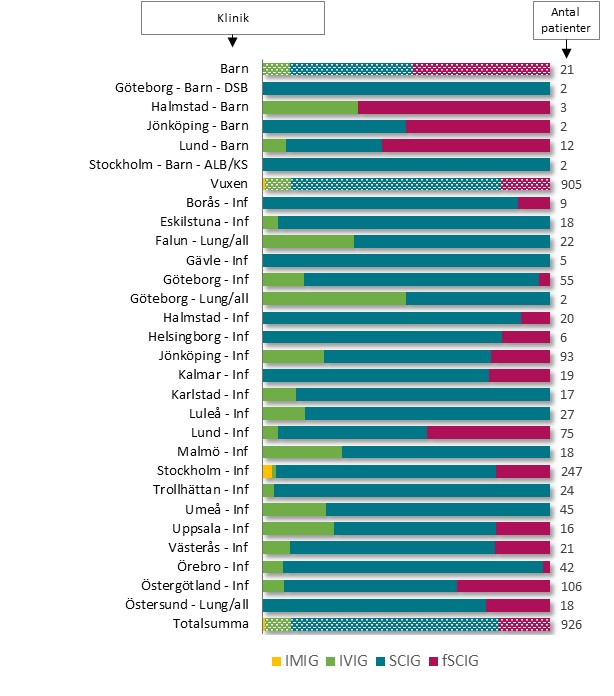 Klinik
Antal
patienter
Barn 21
Göteborg - Barn - DSB 2
Halmstad - Barn 3
Jönköping - Barn 2
Lund - Barn 12
Stockholm - Barn - ALB/KS 2
Vuxen 905
Borås - Inf 9
Eskilstuna - Inf 18
Falun - Lung/all 22
Gävle - Inf 5
Göteborg - Inf 55
Göteborg - Lung/all 2
Halmstad - Inf 20
Helsingborg - Inf 6
Jönköping - Inf 93
Kalmar - Inf 19
Karlstad - Inf 17
Luleå - Inf 27
Lund - Inf 75
Malmö - Inf 18
Stockholm - Inf 247
Trollhättan - Inf 24
Umeå - Inf 45
Uppsala - Inf 16
Västerås - Inf 21
Örebro - Inf 42
Östergötland - Inf 106
Östersund - Lung/all 18
Totalsumma 926
IMIG IVIG SCIG fSCIG